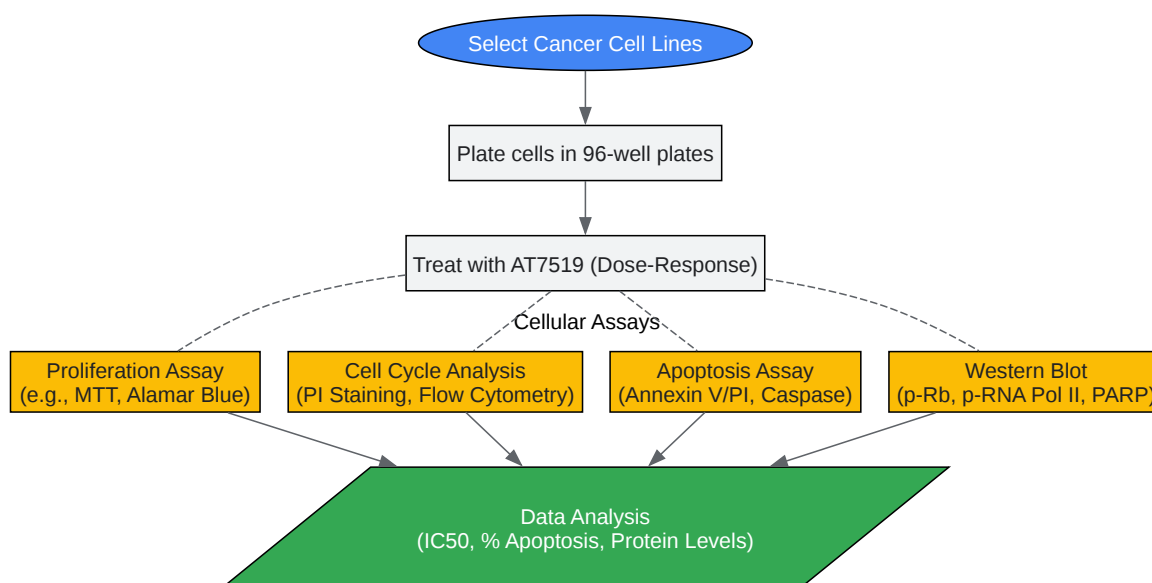 Select Cancer Cell Lines
Plate cells in 96-well plates
Treat with AT7519 (Dose-Response)
Cellular Assays
Proliferation Assay
(e.g., MTT, Alamar Blue)
Cell Cycle Analysis
(PI Staining, Flow Cytometry)
Apoptosis Assay
(Annexin V/PI, Caspase)
Western Blot
(p-Rb, p-RNA Pol II, PARP)
Data Analysis
(IC50, % Apoptosis, Protein Levels)